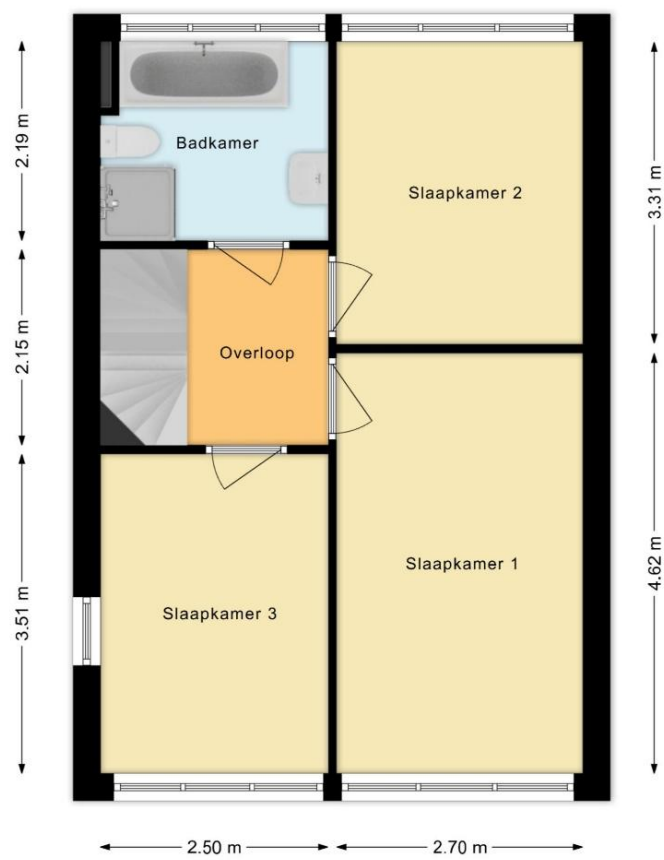 Badkamer
Slaapkamer 2
Overloop
Slaapkamer 1
Slaapkamer 3
2.19 m
2.15 m
3.51 m
3.31 m
4.62 m
2.50 m
2.70 m